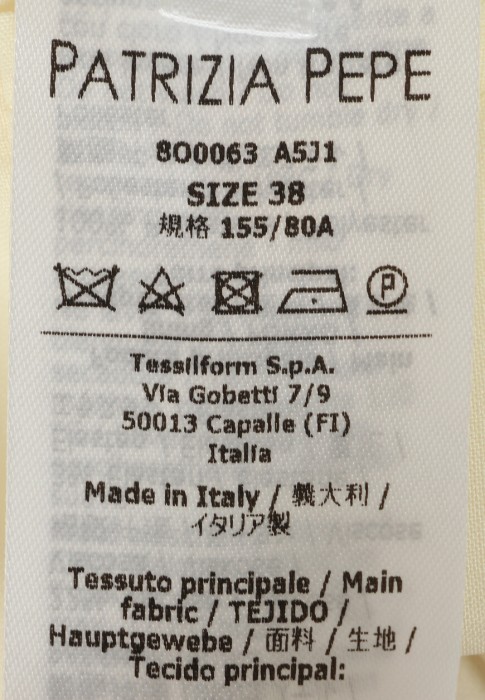 PATRIZIA PEPE
8O0063 A5J1
SIZE 38
規格 155/80A
P
Tessilform S.p.A.
Via Gobetti 7/9
50013 Capalle (FI)
Italia
Made in Italy / 義大利 /
イタリア製
Tessuto principale / Main
fabric / TEJIDO /
Hauptgewebe / 面料 / 生地 /
Tecido principal: